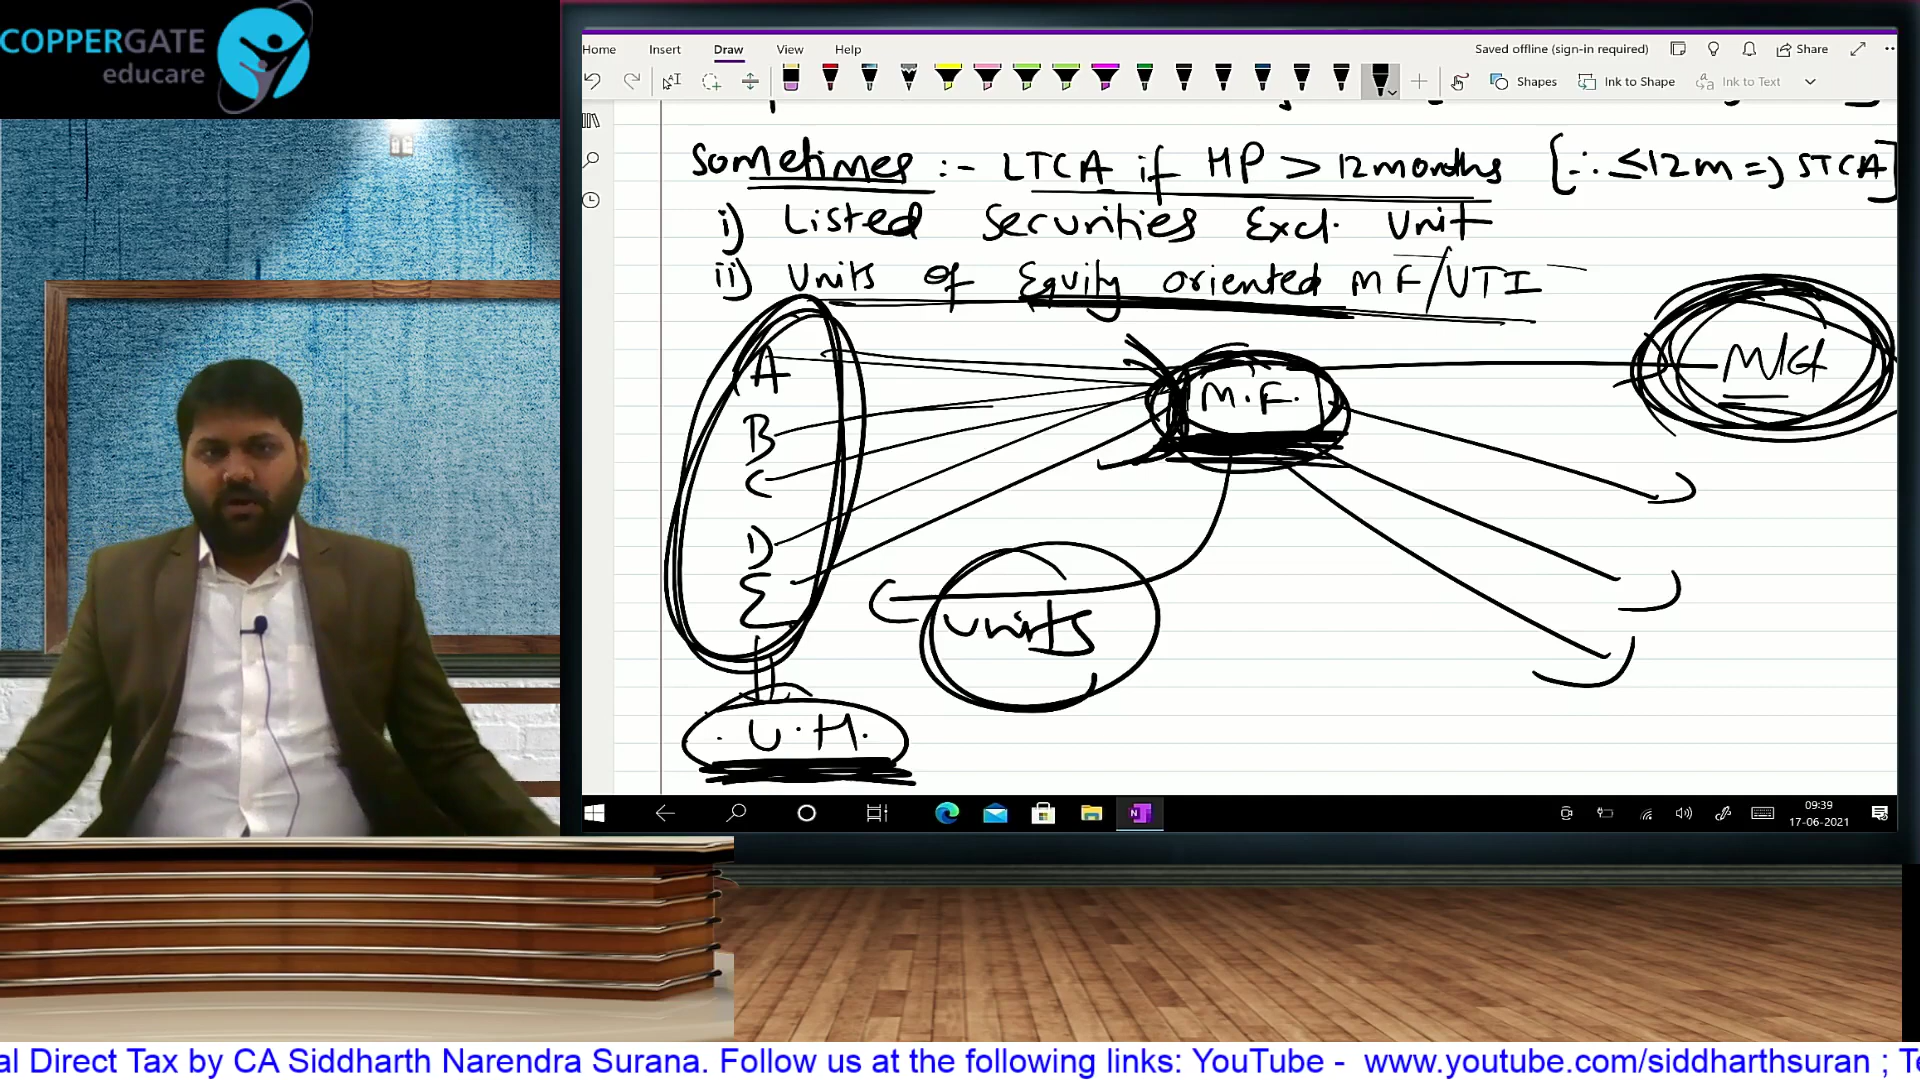 COPPERGATE
educare
Home Insert Draw View Help
Saved offline (sign-in required) Share
Shapes Ink to Shape Ink to Text
Sometimes :- LTCA if HP > 12 months [∴ ≤12m => STCA]
i) Listed Securities Excl. Unit
ii) Units of Equity oriented MF/UTI
A
M.F.
Mkt
B
C
D
E
units
U.H.
09:39
17-06-2021
al Direct Tax by CA Siddharth Narendra Surana. Follow us at the following links: YouTube - www.youtube.com/siddharthsuran ; Te